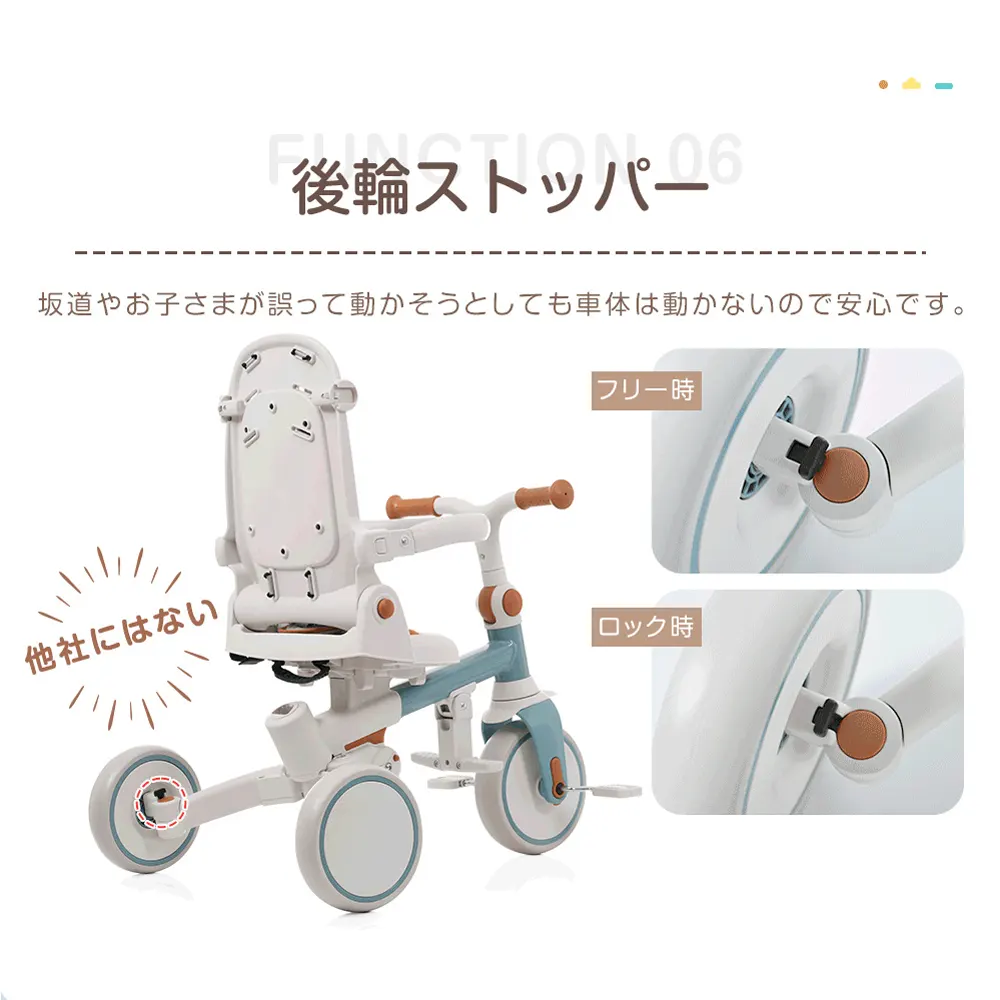 FUNCTION 06
後輪ストッパー
坂道やお子さまが誤って動かそうとしても車体は動かないので安心です。
フリー時
他社にはない
ロック時